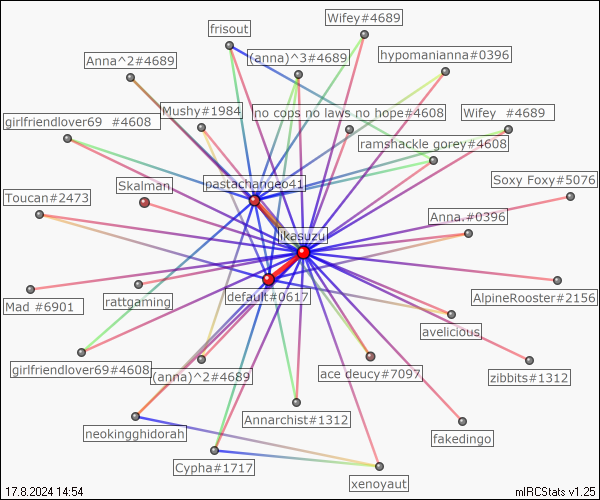 Wifey#4689
frisout
(anna)^3#4689
hypomanianna#0396
Anna^2#4689
Mushy#1984
no cops no laws no hope#4608
Wifey #4689
girlfriendlover69 #4608
ramshackle gorey#4608
Skalman
pastachangeo41
Soxy Foxy#5076
Toucan#2473
Anna.#0396
ikasuzu
Mad #6901
rattgaming
default#0617
AlpineRooster#2156
avelicious
girlfriendlover69#4608
(anna)^2#4689
ace deucy#7097
zibbits#1312
Annarchist#1312
neokingghidorah
fakedingo
Cypha#1717
xenoyaut
17.8.2024 14:54
mIRCStats v1.25